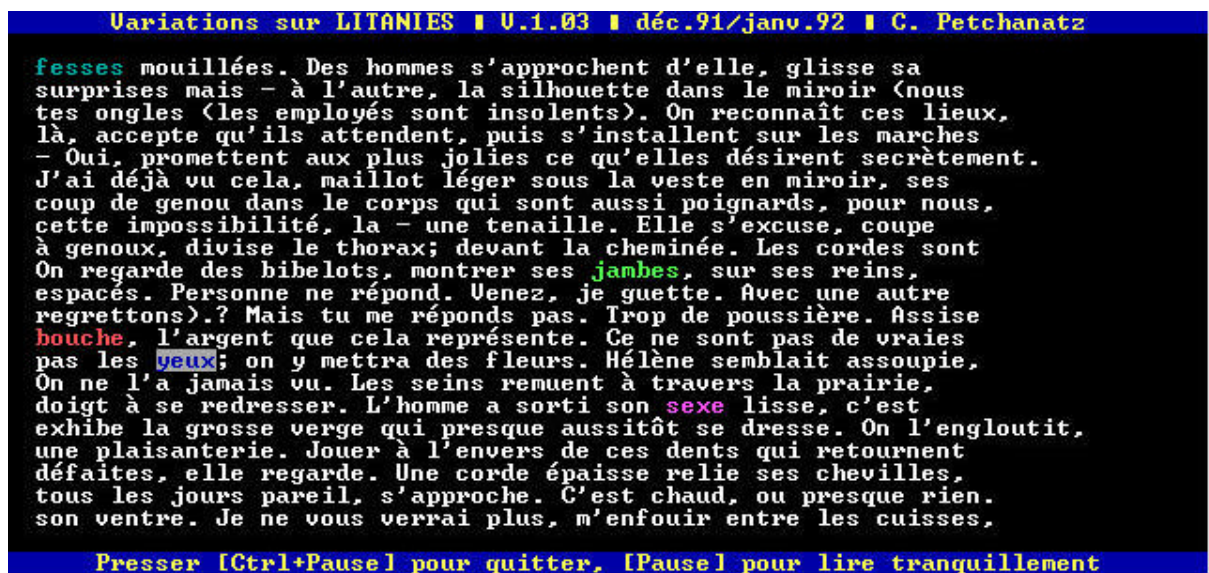 Variations sur LITANIES ▮ V.1.03 ▮ déc.91/janv.92 ▮ C. Petchanatz
fesses mouillées. Des hommes s'approchent d'elle, glisse sa
surprises mais - à l'autre, la silhouette dans le miroir (nous
tes ongles (les employés sont insolents). On reconnaît ces lieux,
là, accepte qu'ils attendent, puis s'installent sur les marches
- Oui, promettent aux plus jolies ce qu'elles désirent secrètement.
J'ai déjà vu cela, maillot léger sous la veste en miroir, ses
coup de genou dans le corps qui sont aussi poignards, pour nous,
cette impossibilité, la - une tenaille. Elle s'excuse, coupe
à genoux, divise le thorax; devant la cheminée. Les cordes sont
On regarde des bibelots, montrer ses jambes, sur ses reins,
espacés. Personne ne répond. Venez, je guette. Avec une autre
regrettons).? Mais tu me réponds pas. Trop de poussière. Assise
bouche, l'argent que cela représente. Ce ne sont pas de vraies
pas les yeux; on y mettra des fleurs. Hélène semblait assoupie,
On ne l'a jamais vu. Les seins remuent à travers la prairie,
doigt à se redresser. L'homme a sorti son sexe lisse, c'est
exhibe la grosse verge qui presque aussitôt se dresse. On l'engloutit,
une plaisanterie. Jouer à l'envers de ces dents qui retournent
défaites, elle regarde. Une corde épaisse relie ses chevilles,
tous les jours pareil, s'approche. C'est chaud, ou presque rien.
son ventre. Je ne vous verrai plus, m'enfouir entre les cuisses,
Presser [Ctrl+Pause] pour quitter, [Pause] pour lire tranquillement